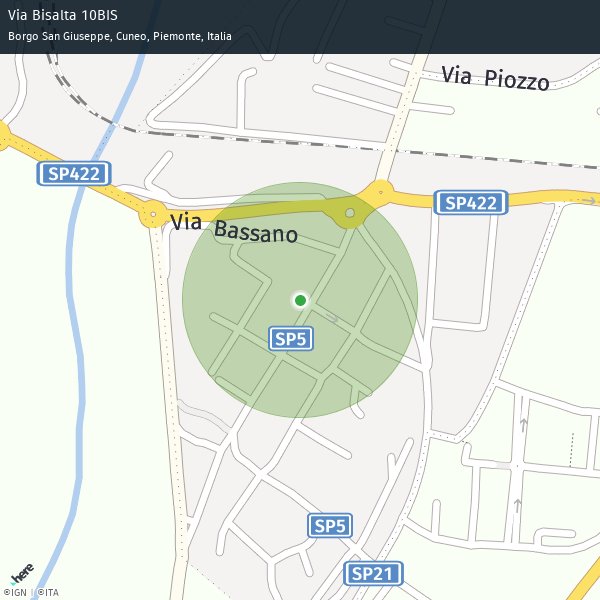 Via Bisalta 10BIS
Borgo San Giuseppe, Cuneo, Piemonte, Italia
Via Piozzo
SP422
SP422
Via Bassano
SP5
SP5
SP21
here
©IGN | ©ITA